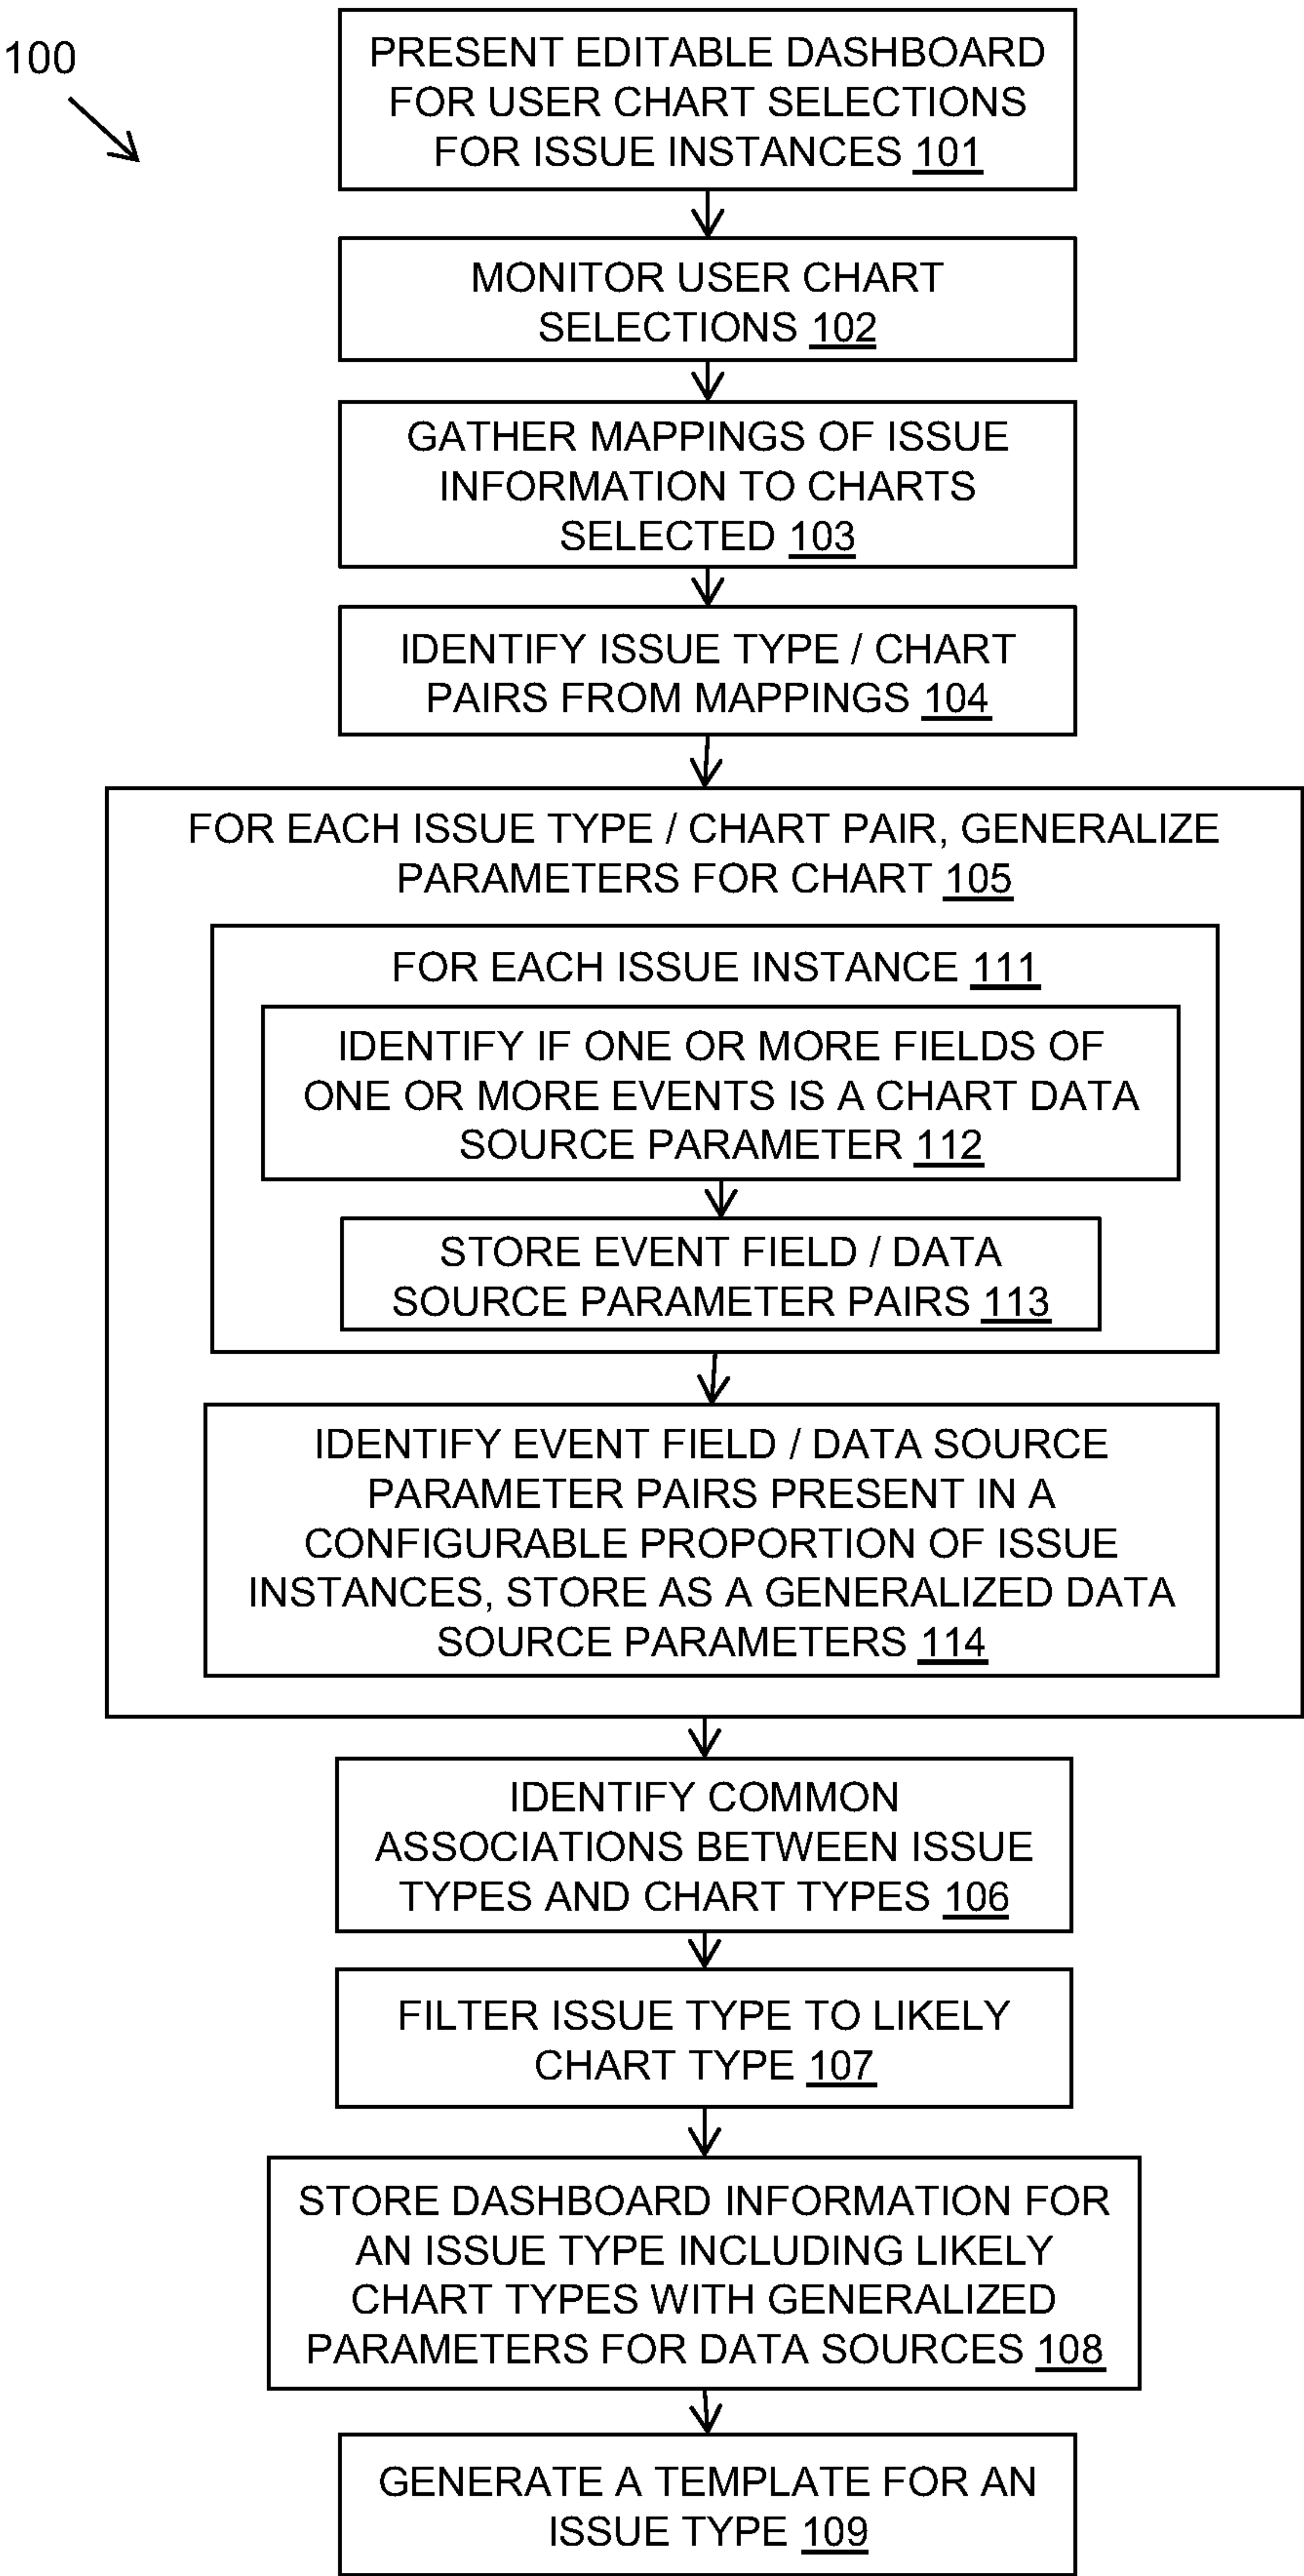 100
PRESENT EDITABLE DASHBOARD
FOR USER CHART SELECTIONS
FOR ISSUE INSTANCES 101
MONITOR USER CHART
SELECTIONS 102
GATHER MAPPINGS OF ISSUE
INFORMATION TO CHARTS
SELECTED 103
IDENTIFY ISSUE TYPE / CHART
PAIRS FROM MAPPINGS 104
FOR EACH ISSUE TYPE / CHART PAIR, GENERALIZE
PARAMETERS FOR CHART 105
FOR EACH ISSUE INSTANCE 111
IDENTIFY IF ONE OR MORE FIELDS OF
ONE OR MORE EVENTS IS A CHART DATA
SOURCE PARAMETER 112
STORE EVENT FIELD / DATA
SOURCE PARAMETER PAIRS 113
IDENTIFY EVENT FIELD / DATA SOURCE
PARAMETER PAIRS PRESENT IN A
CONFIGURABLE PROPORTION OF ISSUE
INSTANCES, STORE AS A GENERALIZED DATA
SOURCE PARAMETERS 114
IDENTIFY COMMON
ASSOCIATIONS BETWEEN ISSUE
TYPES AND CHART TYPES 106
FILTER ISSUE TYPE TO LIKELY
CHART TYPE 107
STORE DASHBOARD INFORMATION FOR
AN ISSUE TYPE INCLUDING LIKELY
CHART TYPES WITH GENERALIZED
PARAMETERS FOR DATA SOURCES 108
GENERATE A TEMPLATE FOR AN
ISSUE TYPE 109